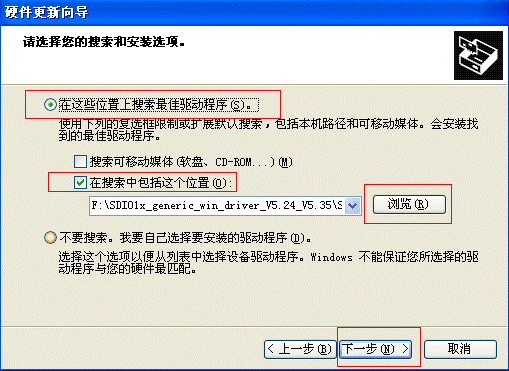 硬件更新向导
请选择您的搜索和安装选项。
在这些位置上搜索最佳驱动程序(S)。
使用下列的复选框限制或扩展默认搜索，包括本机路径和可移动媒体。会安装找
到的最佳驱动程序。
搜索可移动媒体(软盘、CD-ROM...)(M)
在搜索中包括这个位置(O):
F:\SDIO1x_generic_win_driver_V5.24_V5.35\S
浏览(R)
不要搜索。我要自己选择要安装的驱动程序(D)。
选择这个选项以便从列表中选择设备驱动程序。Windows 不能保证您所选择的驱
动程序与您的硬件最匹配。
< 上一步(B)
下一步(N) >
取消